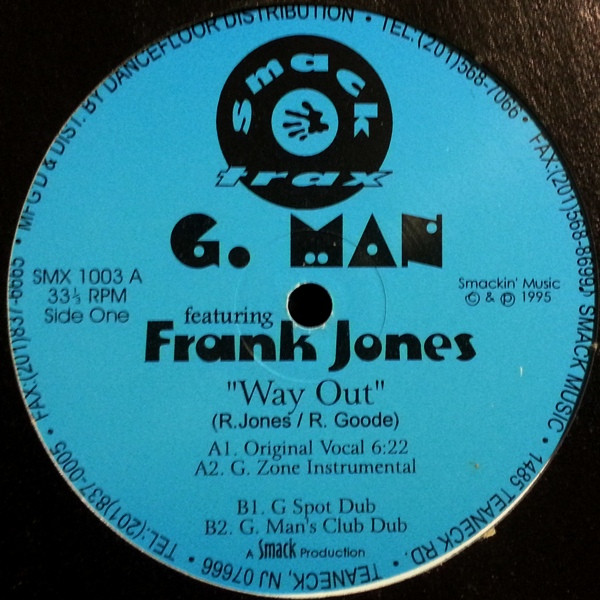 smack
trax
G. MAN
SMX 1003 A
33⅓ RPM
Side One
Smackin' Music
© & ℗ 1995
featuring
Frank Jones
"Way Out"
(R.Jones / R. Goode)
A1. Original Vocal 6:22
A2. G. Zone Instrumental
B1. G Spot Dub
B2. G. Man's Club Dub
A Smack Production
SMACK MUSIC • 1485 TEANECK RD. • TEANECK, NJ 07666 • TEL:(201)837-0005 • FAX:(201)837-6665 • MFG'D & DIST. BY DANCEFLOOR DISTRIBUTION • TEL:(201)568-7066 • FAX:(201)568-8699